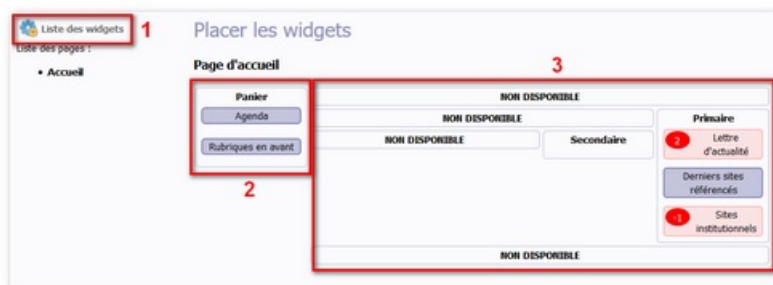 Liste des widgets
1
Liste des pages :
• Accueil
Placer les widgets
Page d'accueil
3
Panier
Agenda
Rubriques en avant
2
NON DISPONIBLE
NON DISPONIBLE
NON DISPONIBLE
Secondaire
Primaire
2
Lettre
d'actualité
Derniers sites
référencés
-1
Sites
institutionnels
NON DISPONIBLE